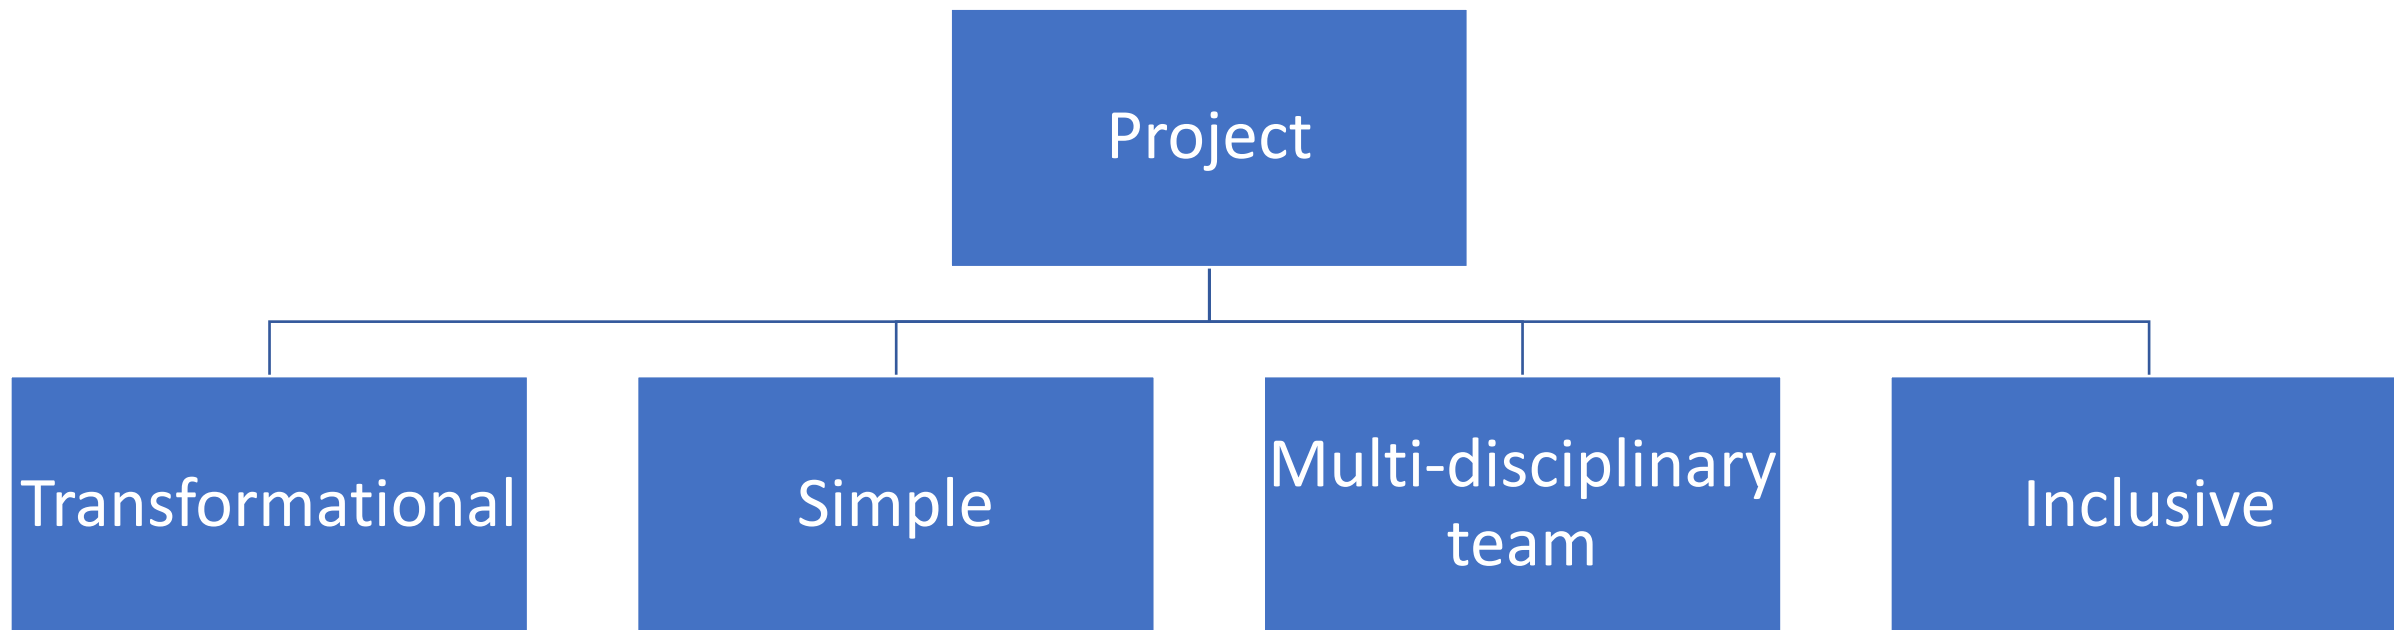 Project
Transformational
Simple
Multi-disciplinary
team
Inclusive